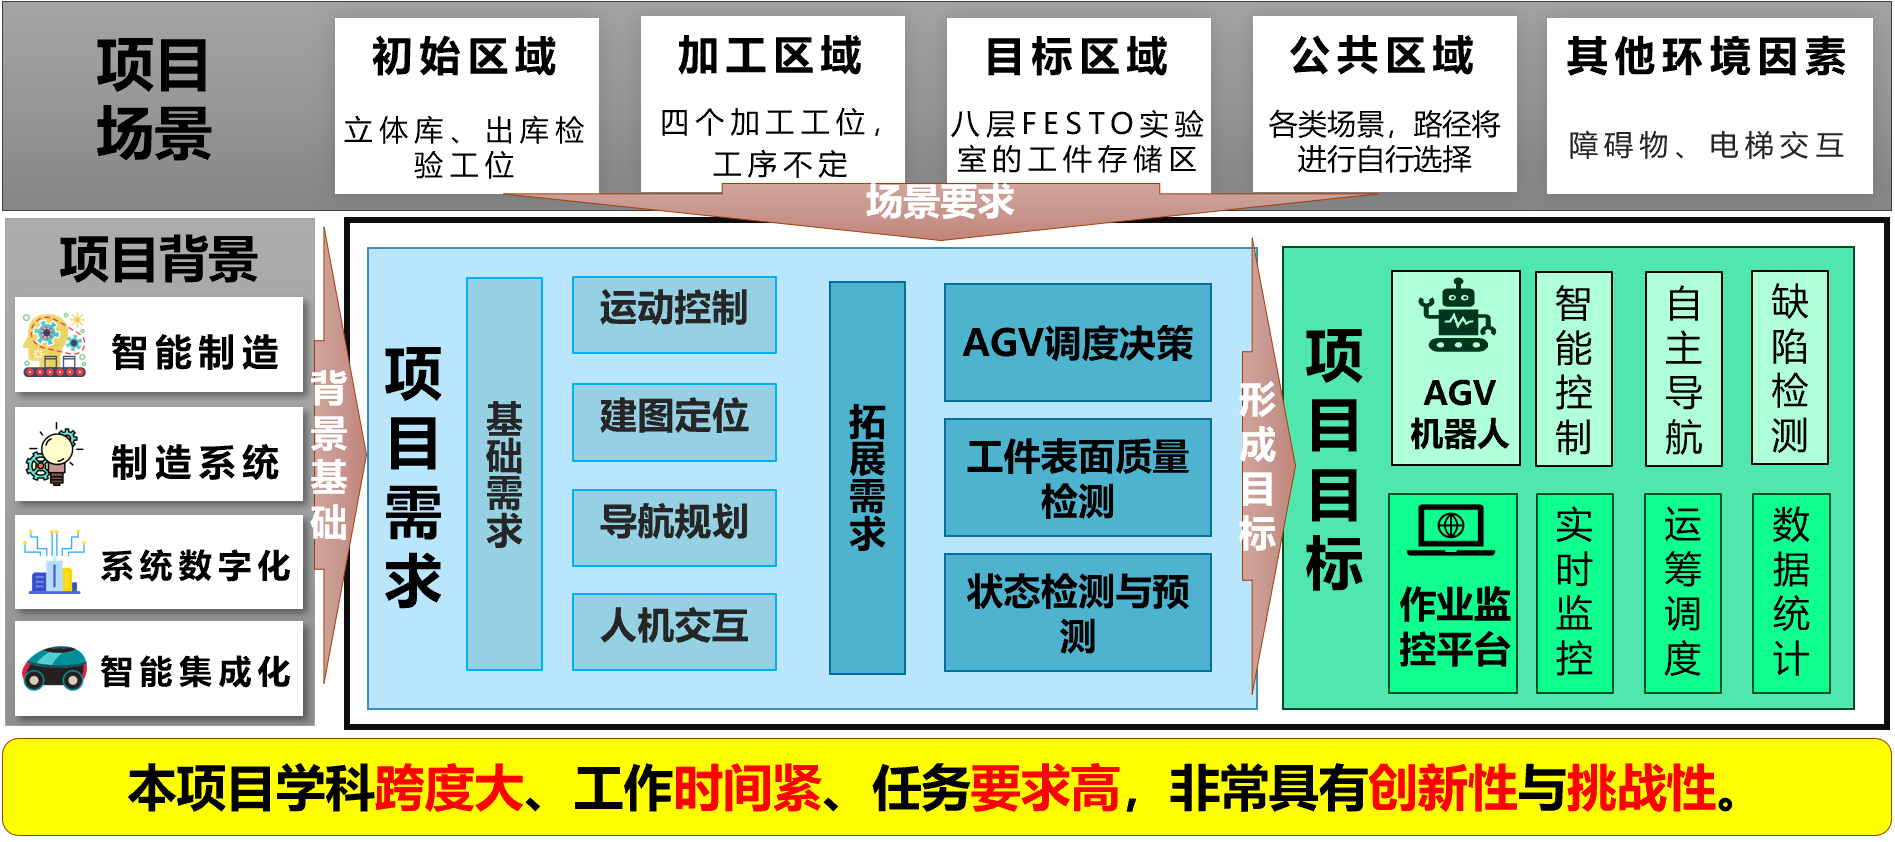 项目
场景
初始区域
立体库、出库检
验工位
加工区域
四个加工工位，
工序不定
目标区域
八层FESTO实验
室的工件存储区
公共区域
各类场景，路径将
进行自行选择
其他环境因素
障碍物、电梯交互
场景要求
项目背景
智能制造
制造系统
系统数字化
智能集成化
背景基础
项目需求
基础需求
运动控制
建图定位
导航规划
人机交互
拓展需求
AGV调度决策
工件表面质量
检测
状态检测与预
测
形成目标
项目目标
AGV
机器人
智能控制
自主导航
缺陷检测
作业监
控平台
实时监控
运筹调度
数据统计
本项目学科跨度大、工作时间紧、任务要求高，非常具有创新性与挑战性。